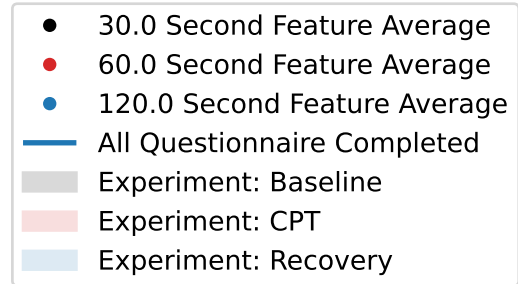 30.0 Second Feature Average
60.0 Second Feature Average
120.0 Second Feature Average
All Questionnaire Completed
Experiment: Baseline
Experiment: CPT
Experiment: Recovery